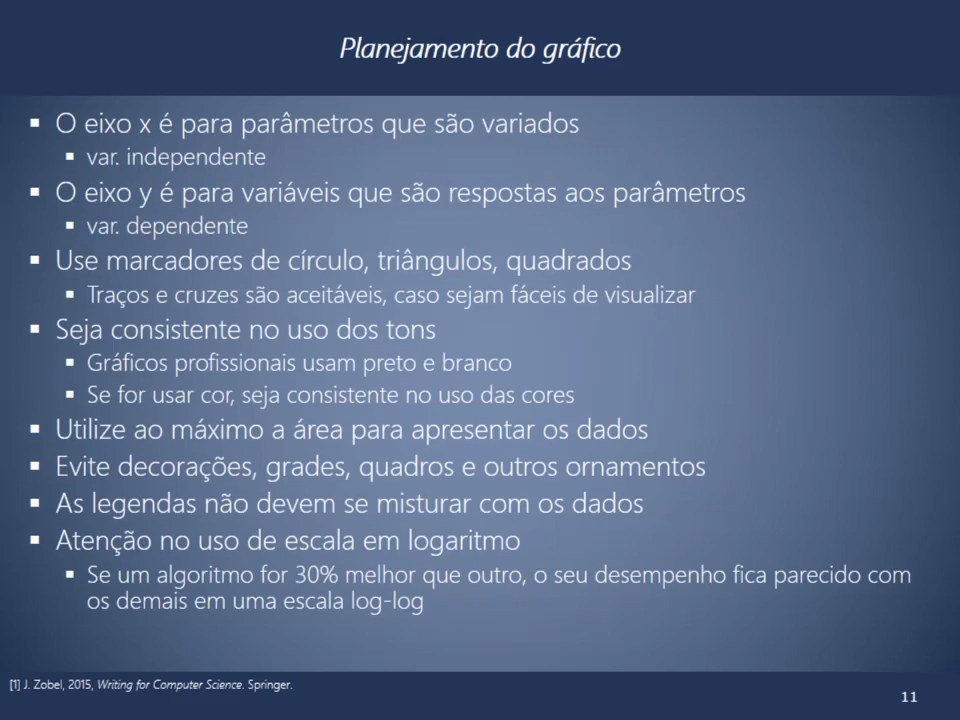 Planejamento do gráfico
▪ O eixo x é para parâmetros que são variados
▪ var. independente
▪ O eixo y é para variáveis que são respostas aos parâmetros
▪ var. dependente
▪ Use marcadores de círculo, triângulos, quadrados
▪ Traços e cruzes são aceitáveis, caso sejam fáceis de visualizar
▪ Seja consistente no uso dos tons
▪ Gráficos profissionais usam preto e branco
▪ Se for usar cor, seja consistente no uso das cores
▪ Utilize ao máximo a área para apresentar os dados
▪ Evite decorações, grades, quadros e outros ornamentos
▪ As legendas não devem se misturar com os dados
▪ Atenção no uso de escala em logaritmo
▪ Se um algoritmo for 30% melhor que outro, o seu desempenho fica parecido com
os demais em uma escala log-log
[1] J. Zobel, 2015, Writing for Computer Science. Springer.
11